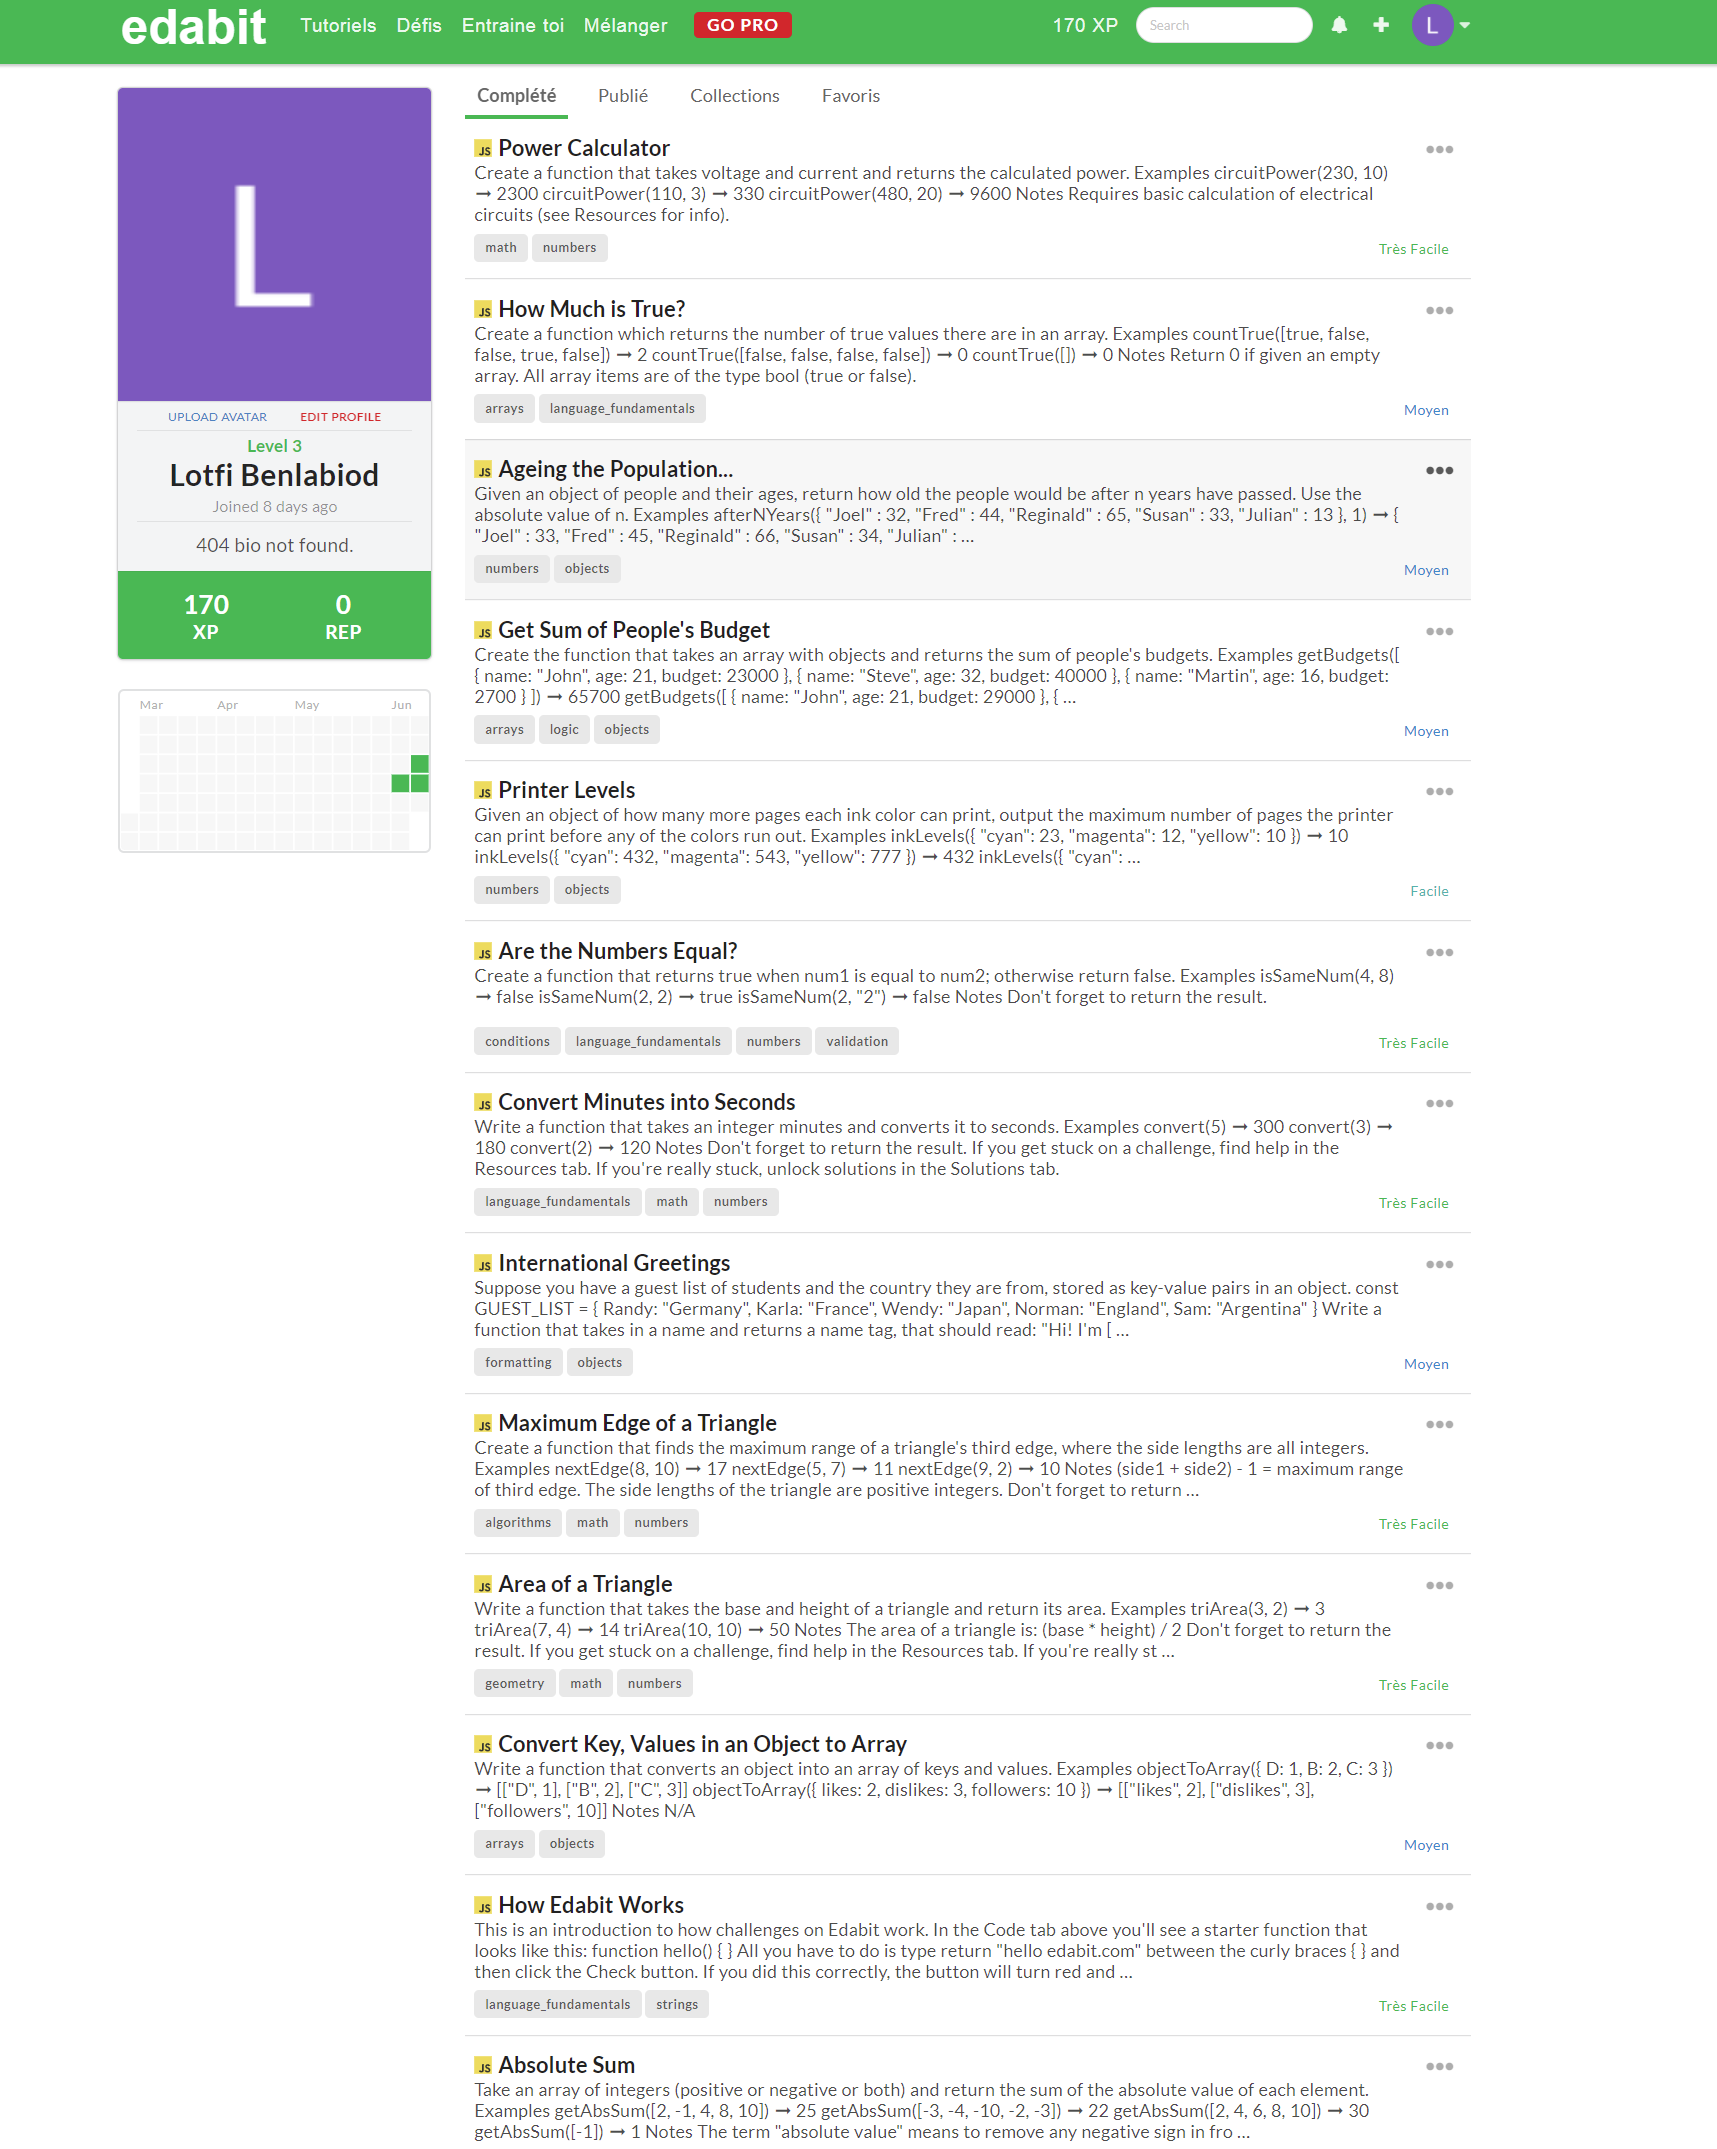 edabit Tutoriels Défis Entraine toi Mélanger GO PRO 170 XP Search L
L
UPLOAD AVATAR EDIT PROFILE
Level 3
Lotfi Benlabiod
Joined 8 days ago
404 bio not found.
170 0
XP REP
Mar Apr May Jun
Complété Publié Collections Favoris
JS Power Calculator
Create a function that takes voltage and current and returns the calculated power. Examples circuitPower(230, 10)
➞ 2300 circuitPower(110, 3) ➞ 330 circuitPower(480, 20) ➞ 9600 Notes Requires basic calculation of electrical
circuits (see Resources for info).
math numbers Très Facile
JS How Much is True?
Create a function which returns the number of true values there are in an array. Examples countTrue([true, false,
false, true, false]) ➞ 2 countTrue([false, false, false, false]) ➞ 0 countTrue([]) ➞ 0 Notes Return 0 if given an empty
array. All array items are of the type bool (true or false).
arrays language_fundamentals Moyen
JS Ageing the Population...
Given an object of people and their ages, return how old the people would be after n years have passed. Use the
absolute value of n. Examples afterNYears({ "Joel" : 32, "Fred" : 44, "Reginald" : 65, "Susan" : 33, "Julian" : 13 }, 1) ➞ {
"Joel" : 33, "Fred" : 45, "Reginald" : 66, "Susan" : 34, "Julian" : ...
numbers objects Moyen
JS Get Sum of People's Budget
Create the function that takes an array with objects and returns the sum of people's budgets. Examples getBudgets([
{ name: "John", age: 21, budget: 23000 }, { name: "Steve", age: 32, budget: 40000 }, { name: "Martin", age: 16, budget:
2700 } ]) ➞ 65700 getBudgets([ { name: "John", age: 21, budget: 29000 }, { ...
arrays logic objects Moyen
JS Printer Levels
Given an object of how many more pages each ink color can print, output the maximum number of pages the printer
can print before any of the colors run out. Examples inkLevels({ "cyan": 23, "magenta": 12, "yellow": 10 }) ➞ 10
inkLevels({ "cyan": 432, "magenta": 543, "yellow": 777 }) ➞ 432 inkLevels({ "cyan": ...
numbers objects Facile
JS Are the Numbers Equal?
Create a function that returns true when num1 is equal to num2; otherwise return false. Examples isSameNum(4, 8)
➞ false isSameNum(2, 2) ➞ true isSameNum(2, "2") ➞ false Notes Don't forget to return the result.
conditions language_fundamentals numbers validation Très Facile
JS Convert Minutes into Seconds
Write a function that takes an integer minutes and converts it to seconds. Examples convert(5) ➞ 300 convert(3) ➞
180 convert(2) ➞ 120 Notes Don't forget to return the result. If you get stuck on a challenge, find help in the
Resources tab. If you're really stuck, unlock solutions in the Solutions tab.
language_fundamentals math numbers Très Facile
JS International Greetings
Suppose you have a guest list of students and the country they are from, stored as key-value pairs in an object. const
GUEST_LIST = { Randy: "Germany", Karla: "France", Wendy: "Japan", Norman: "England", Sam: "Argentina" } Write a
function that takes in a name and returns a name tag, that should read: "Hi! I'm [ ...
formatting objects Moyen
JS Maximum Edge of a Triangle
Create a function that finds the maximum range of a triangle's third edge, where the side lengths are all integers.
Examples nextEdge(8, 10) ➞ 17 nextEdge(5, 7) ➞ 11 nextEdge(9, 2) ➞ 10 Notes (side1 + side2) - 1 = maximum range
of third edge. The side lengths of the triangle are positive integers. Don't forget to return ...
algorithms math numbers Très Facile
JS Area of a Triangle
Write a function that takes the base and height of a triangle and return its area. Examples triArea(3, 2) ➞ 3
triArea(7, 4) ➞ 14 triArea(10, 10) ➞ 50 Notes The area of a triangle is: (base * height) / 2 Don't forget to return the
result. If you get stuck on a challenge, find help in the Resources tab. If you're really st ...
geometry math numbers Très Facile
JS Convert Key, Values in an Object to Array
Write a function that converts an object into an array of keys and values. Examples objectToArray({ D: 1, B: 2, C: 3 })
➞ [["D", 1], ["B", 2], ["C", 3]] objectToArray({ likes: 2, dislikes: 3, followers: 10 }) ➞ [["likes", 2], ["dislikes", 3],
["followers", 10]] Notes N/A
arrays objects Moyen
JS How Edabit Works
This is an introduction to how challenges on Edabit work. In the Code tab above you'll see a starter function that
looks like this: function hello() { } All you have to do is type return "hello edabit.com" between the curly braces { } and
then click the Check button. If you did this correctly, the button will turn red and ...
language_fundamentals strings Très Facile
JS Absolute Sum
Take an array of integers (positive or negative or both) and return the sum of the absolute value of each element.
Examples getAbsSum([2, -1, 4, 8, 10]) ➞ 25 getAbsSum([-3, -4, -10, -2, -3]) ➞ 22 getAbsSum([2, 4, 6, 8, 10]) ➞ 30
getAbsSum([-1]) ➞ 1 Notes The term "absolute value" means to remove any negative sign in fro ...